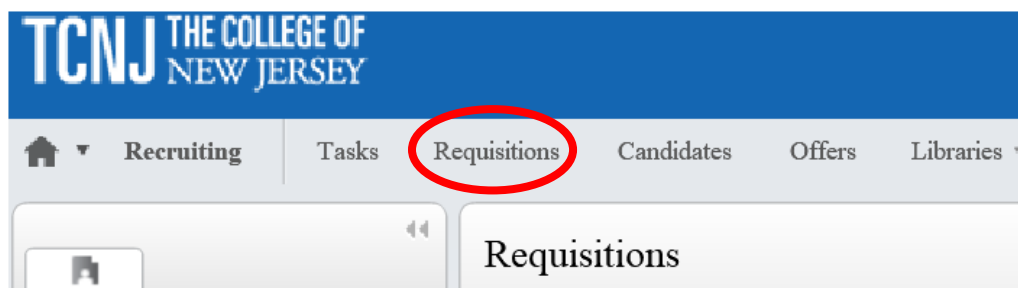 TCNJ THE COLLEGE OF
NEW JERSEY
Recruiting Tasks Requisitions Candidates Offers Libraries
Requisitions